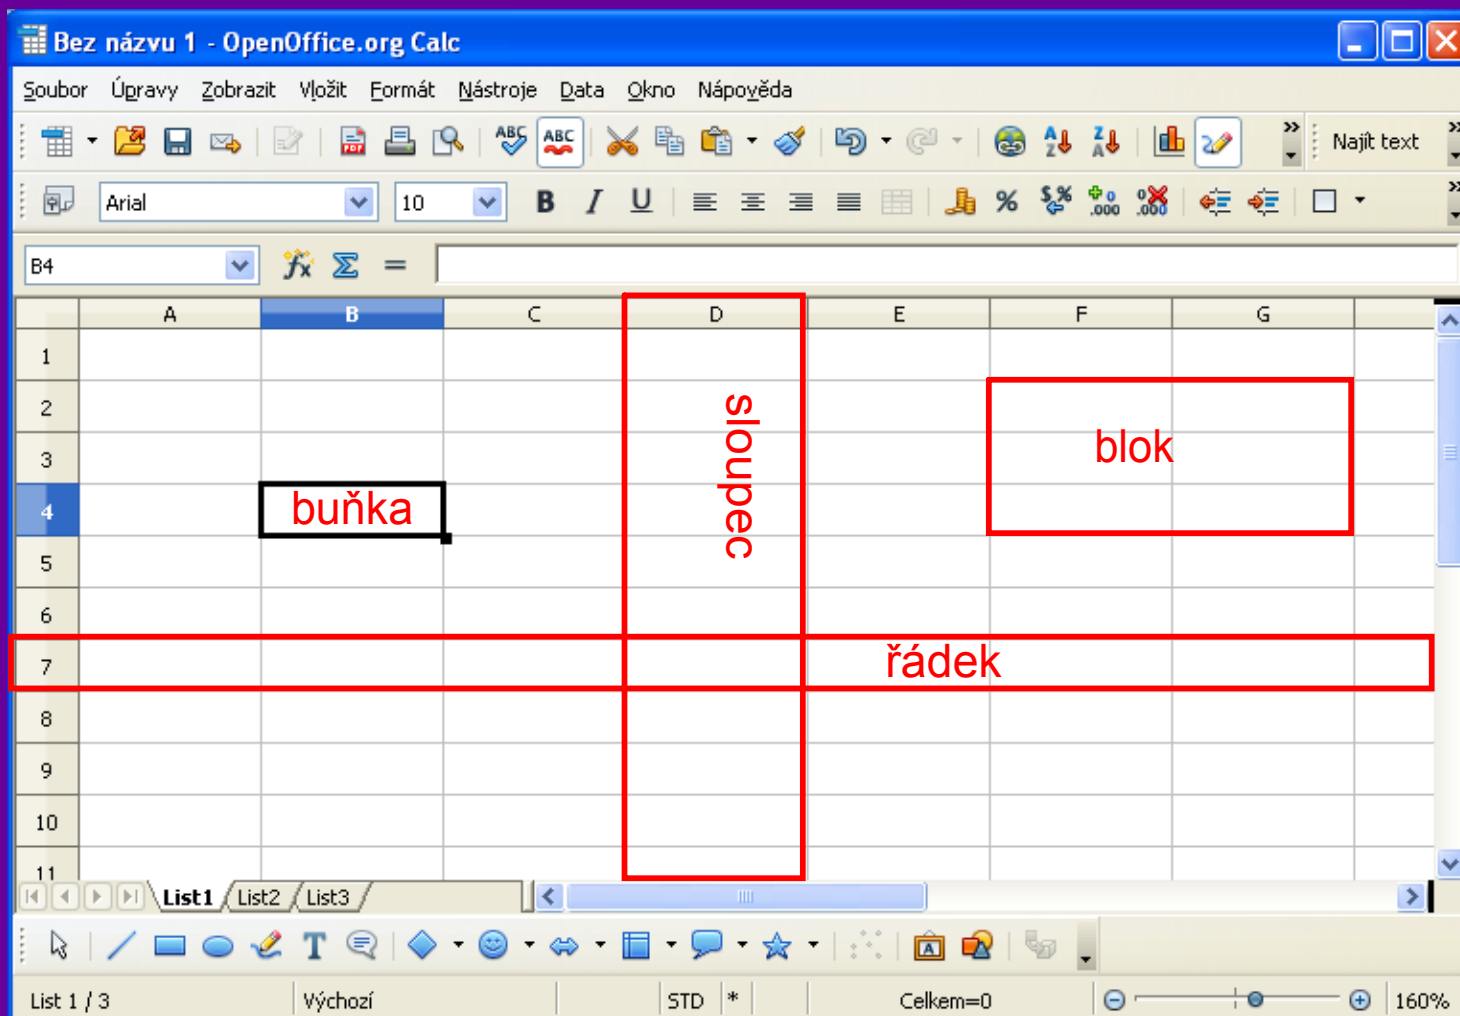 Bez názvu 1 - OpenOffice.org Calc
Soubor Úpravy Zobrazit Vložit Formát Nástroje Data Okno Nápověda
Najít text
Arial 10
B4
A B C D E F G
1
2
3
4
5
6
7
8
9
10
11
sloupec
blok
buňka
řádek
List1 List2 List3
List 1 / 3 Výchozí STD * Celkem=0 160%